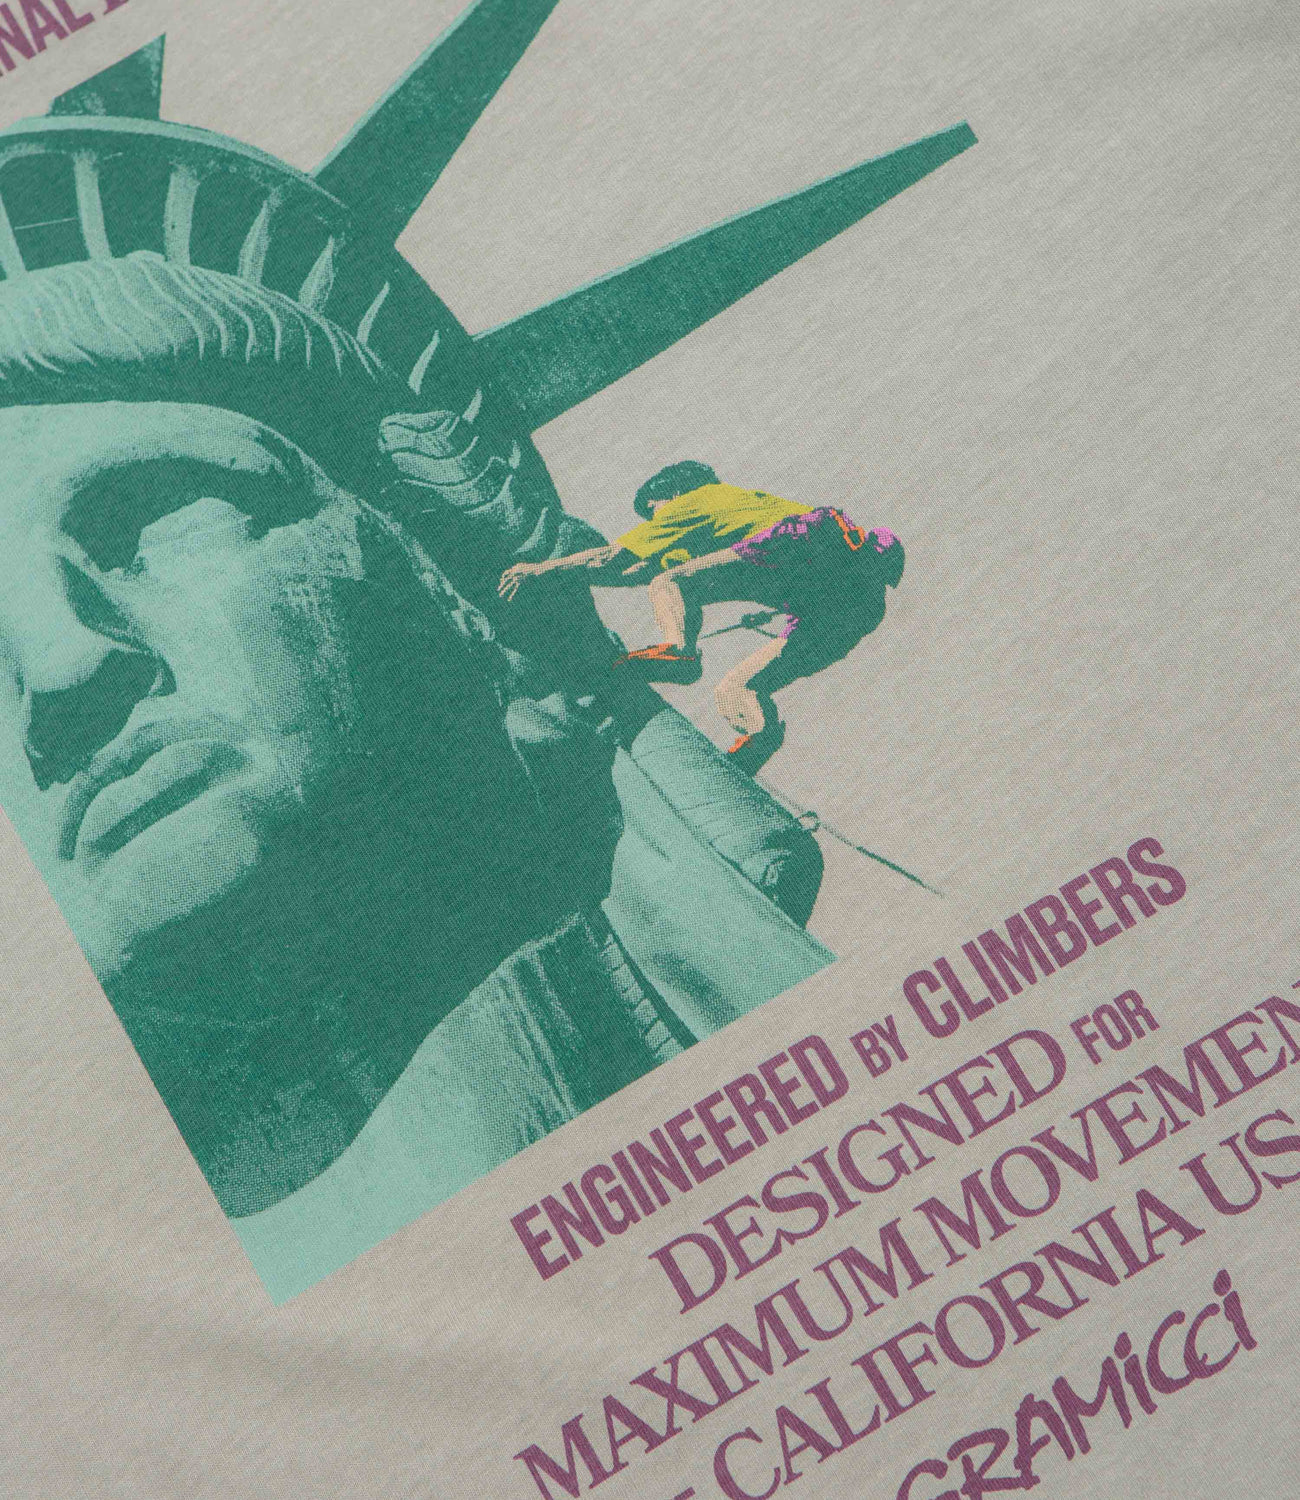 ENGINEERED BY CLIMBERS
DESIGNED FOR
MAXIMUM MOVEMEN
CALIFORNIA US
GRAMICCI